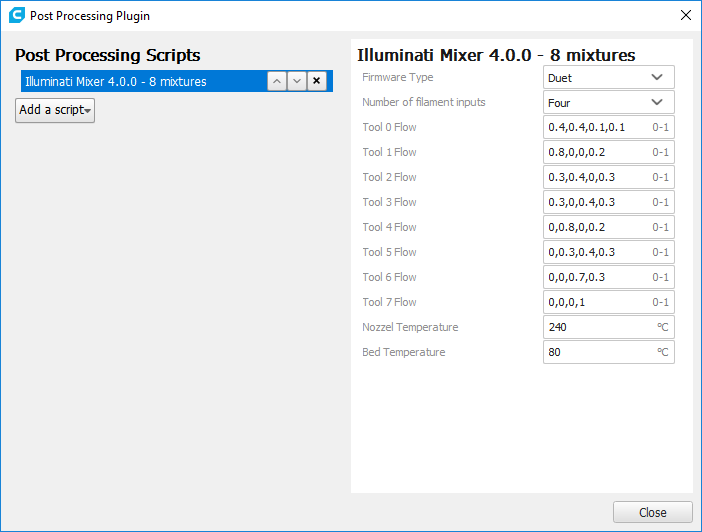 Post Processing Plugin
Post Processing Scripts
Illuminati Mixer 4.0.0 - 8 mixtures
Add a script
Illuminati Mixer 4.0.0 - 8 mixtures
Firmware Type Duet
Number of filament inputs Four
Tool 0 Flow 0.4,0.4,0.1,0.1 0-1
Tool 1 Flow 0.8,0,0,0.2 0-1
Tool 2 Flow 0.3,0.4,0,0.3 0-1
Tool 3 Flow 0.3,0,0.4,0.3 0-1
Tool 4 Flow 0,0.8,0,0.2 0-1
Tool 5 Flow 0,0.3,0.4,0.3 0-1
Tool 6 Flow 0,0,0.7,0.3 0-1
Tool 7 Flow 0,0,0,1 0-1
Nozzel Temperature 240 °C
Bed Temperature 80 °C
Close